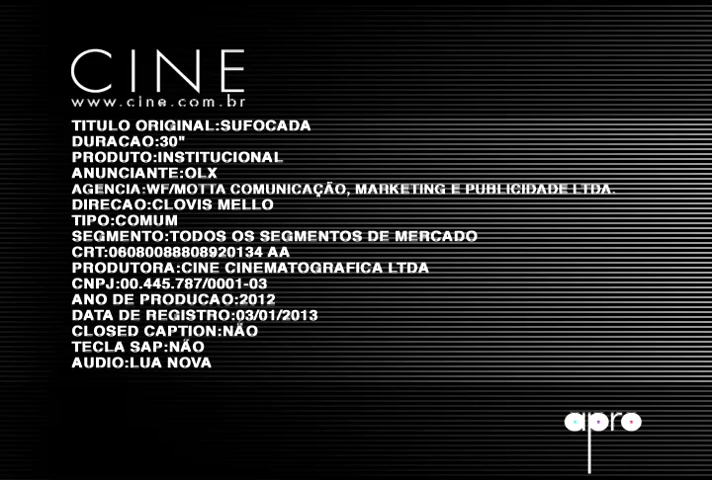 CINE
www.cine.com.br
TITULO ORIGINAL:SUFOCADA
DURACAO:30"
PRODUTO:INSTITUCIONAL
ANUNCIANTE:OLX
AGENCIA:WF/MOTTA COMUNICAÇÃO, MARKETING E PUBLICIDADE LTDA.
DIRECAO:CLOVIS MELLO
TIPO:COMUM
SEGMENTO:TODOS OS SEGMENTOS DE MERCADO
CRT:06080088808920134 AA
PRODUTORA:CINE CINEMATOGRAFICA LTDA
CNPJ:00.445.787/0001-03
ANO DE PRODUCAO:2012
DATA DE REGISTRO:03/01/2013
CLOSED CAPTION:NÃO
TECLA SAP:NÃO
AUDIO:LUA NOVA
apro